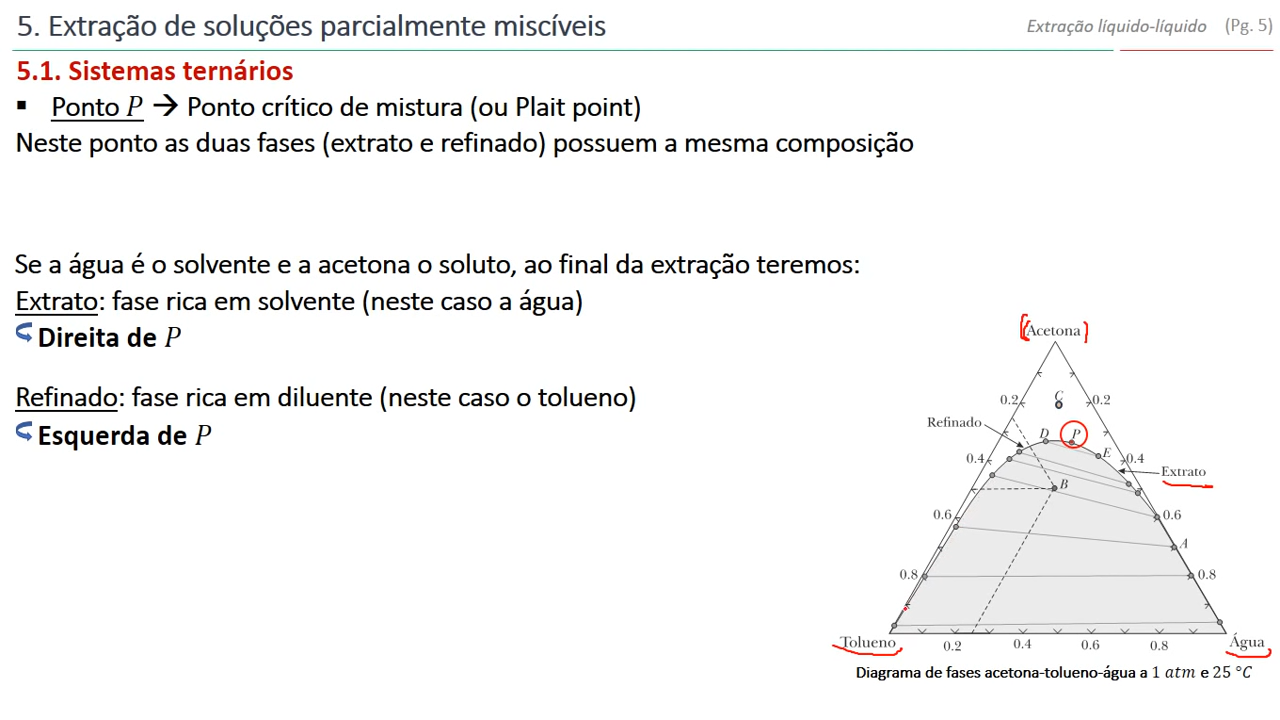 5. Extração de soluções parcialmente miscíveis
Extração líquido-líquido (Pg. 5)
5.1. Sistemas ternários
▪ Ponto P → Ponto crítico de mistura (ou Plait point)
Neste ponto as duas fases (extrato e refinado) possuem a mesma composição
Se a água é o solvente e a acetona o soluto, ao final da extração teremos:
Extrato: fase rica em solvente (neste caso a água)
Direita de P
Refinado: fase rica em diluente (neste caso o tolueno)
Esquerda de P
Acetona
0.2 C 0.2
Refinado D P
0.4 E 0.4
Extrato
B
0.6 0.6
A
0.8 0.8
Tolueno 0.2 0.4 0.6 0.8 Água
Diagrama de fases acetona-tolueno-água a 1 atm e 25 °C